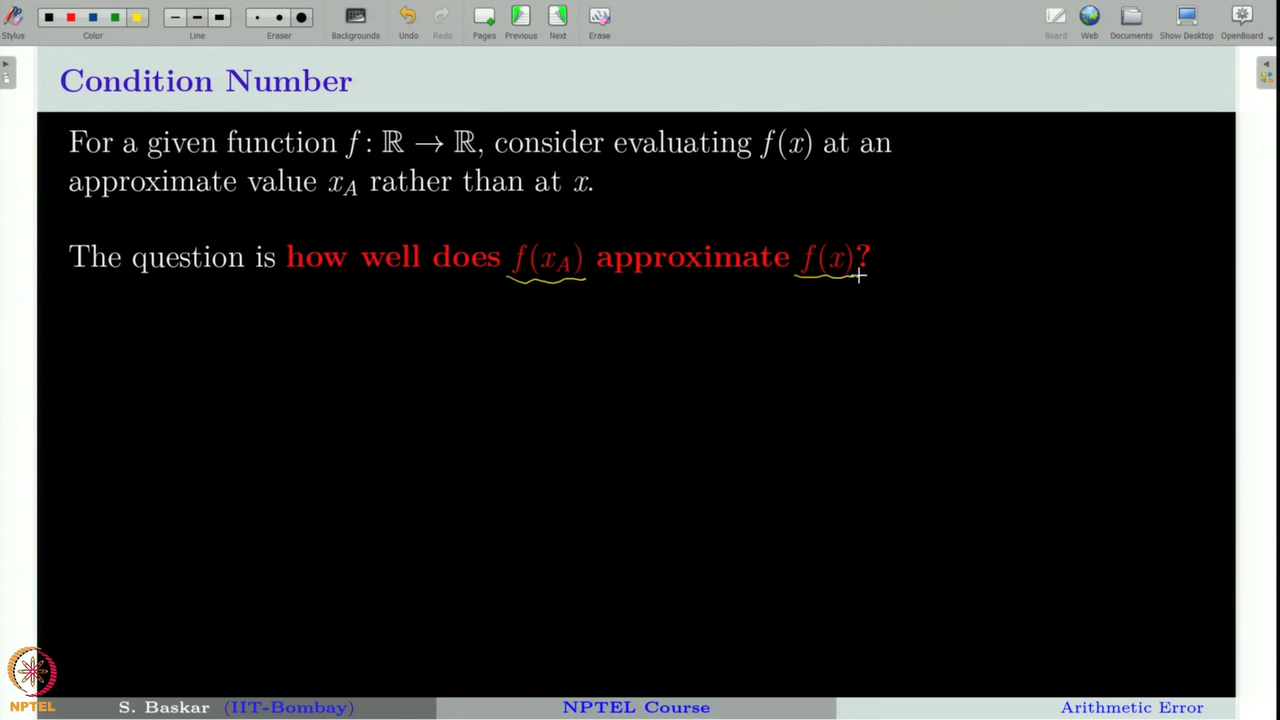 Stylus Color Line Eraser Backgrounds Undo Redo Pages Previous Next Erase Board Web Documents Show Desktop OpenBoard
Condition Number
For a given function f : ℝ → ℝ, consider evaluating f(x) at an
approximate value x_A rather than at x.
The question is how well does f(x_A) approximate f(x)?
NPTEL
S. Baskar (IIT-Bombay) NPTEL Course Arithmetic Error